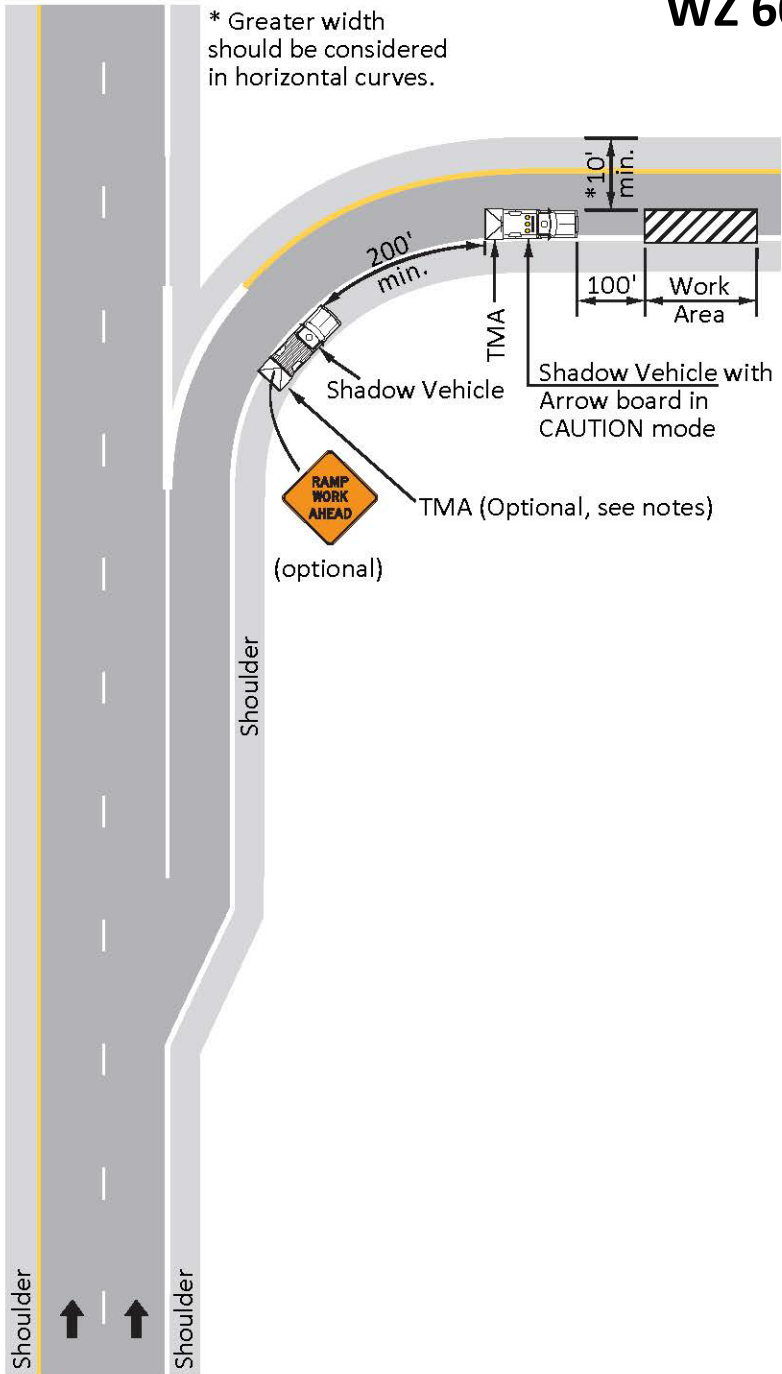 WZ 60
* Greater width
should be considered
in horizontal curves.
*10'
min.
200'
min.
100'
Work
Area
TMA
Shadow Vehicle
Shadow Vehicle with
Arrow board in
CAUTION mode
RAMP
WORK
AHEAD
TMA (Optional, see notes)
(optional)
Shoulder
Shoulder
Shoulder